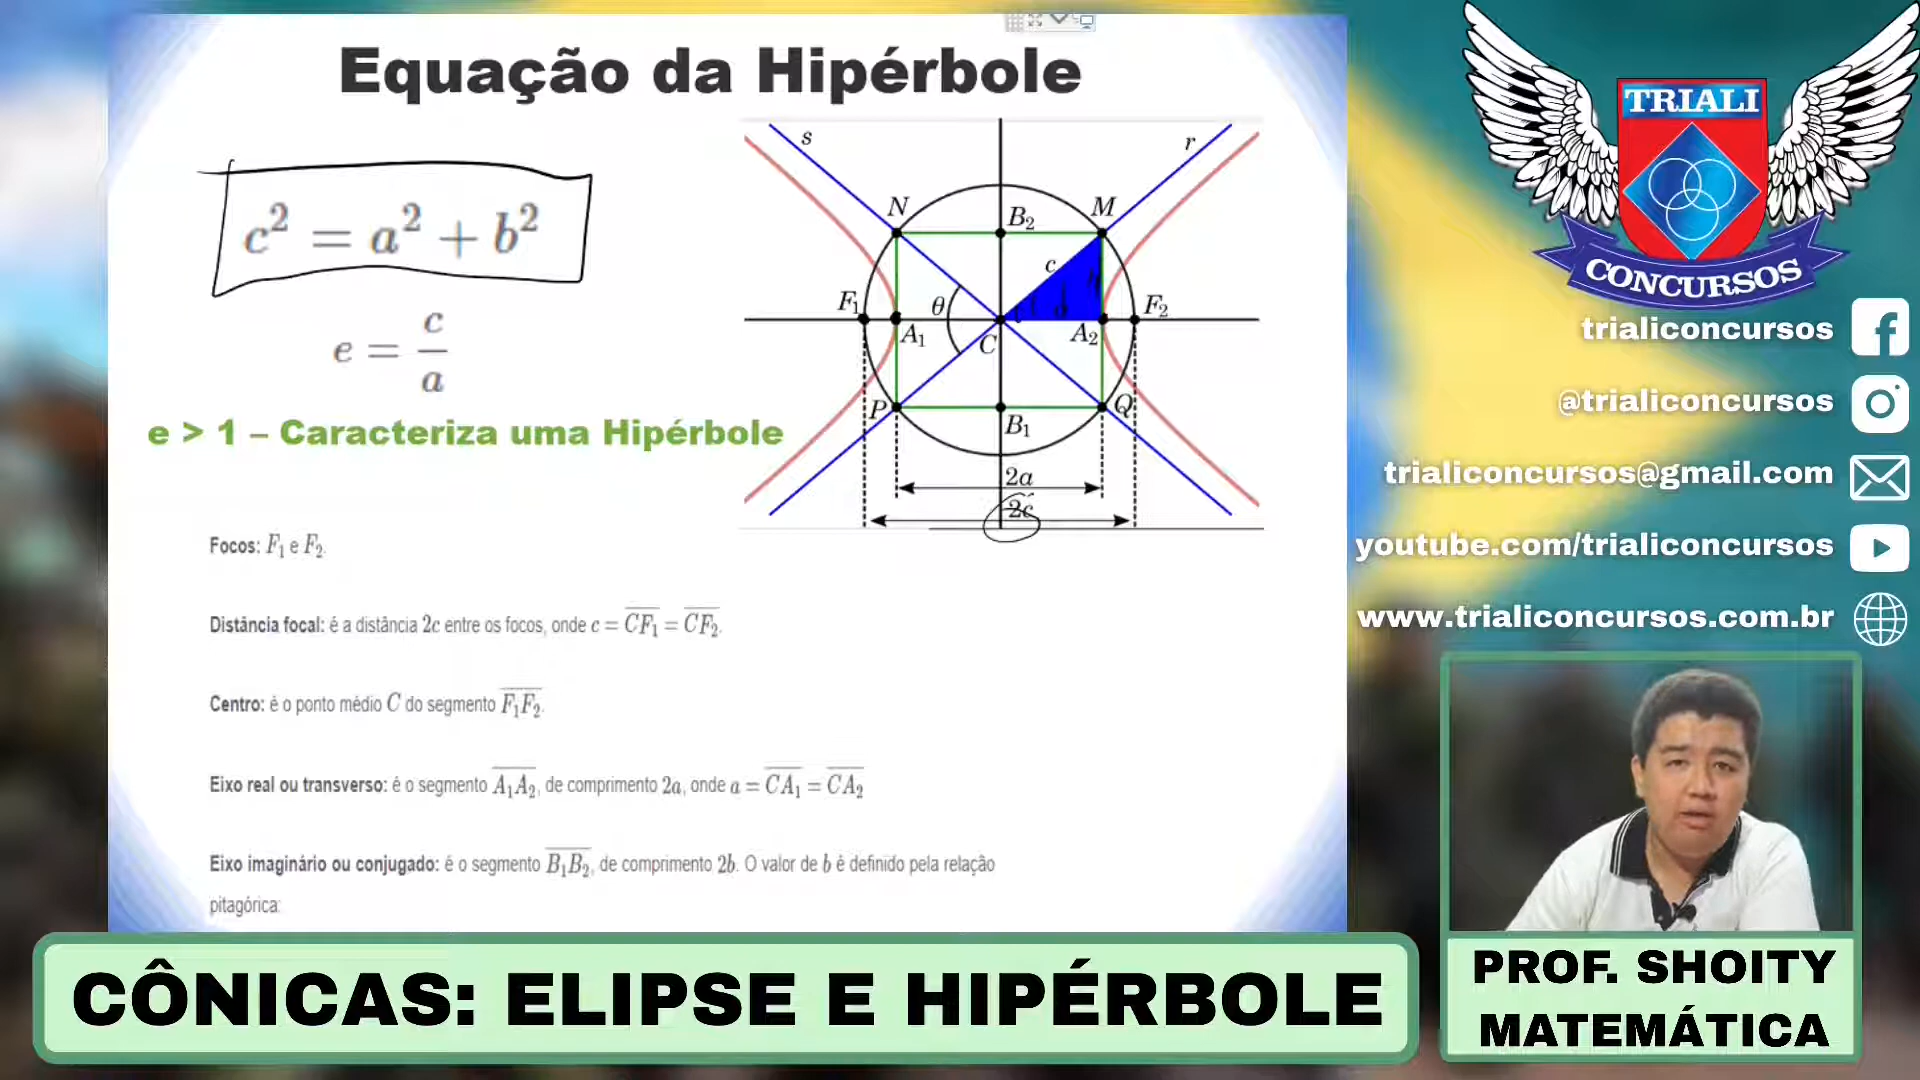 Equação da Hipérbole
c² = a² + b²
e = c/a
e > 1 – Caracteriza uma Hipérbole
s
r
N
B₂
M
c
F₁
θ
F₂
A₁
C
A₂
P
B₁
Q
2a
2c
Focos: F₁ e F₂.
Distância focal: é a distância 2c entre os focos, onde c = CF₁ = CF₂.
Centro: é o ponto médio C do segmento F₁F₂.
Eixo real ou transverso: é o segmento A₁A₂, de comprimento 2a, onde a = CA₁ = CA₂
Eixo imaginário ou conjugado: é o segmento B₁B₂, de comprimento 2b. O valor de b é definido pela relação
pitagórica:
TRIALI
CONCURSOS
trialiconcursos
@trialiconcursos
trialiconcursos@gmail.com
youtube.com/trialiconcursos
www.trialiconcursos.com.br
CÔNICAS: ELIPSE E HIPÉRBOLE
PROF. SHOITY
MATEMÁTICA